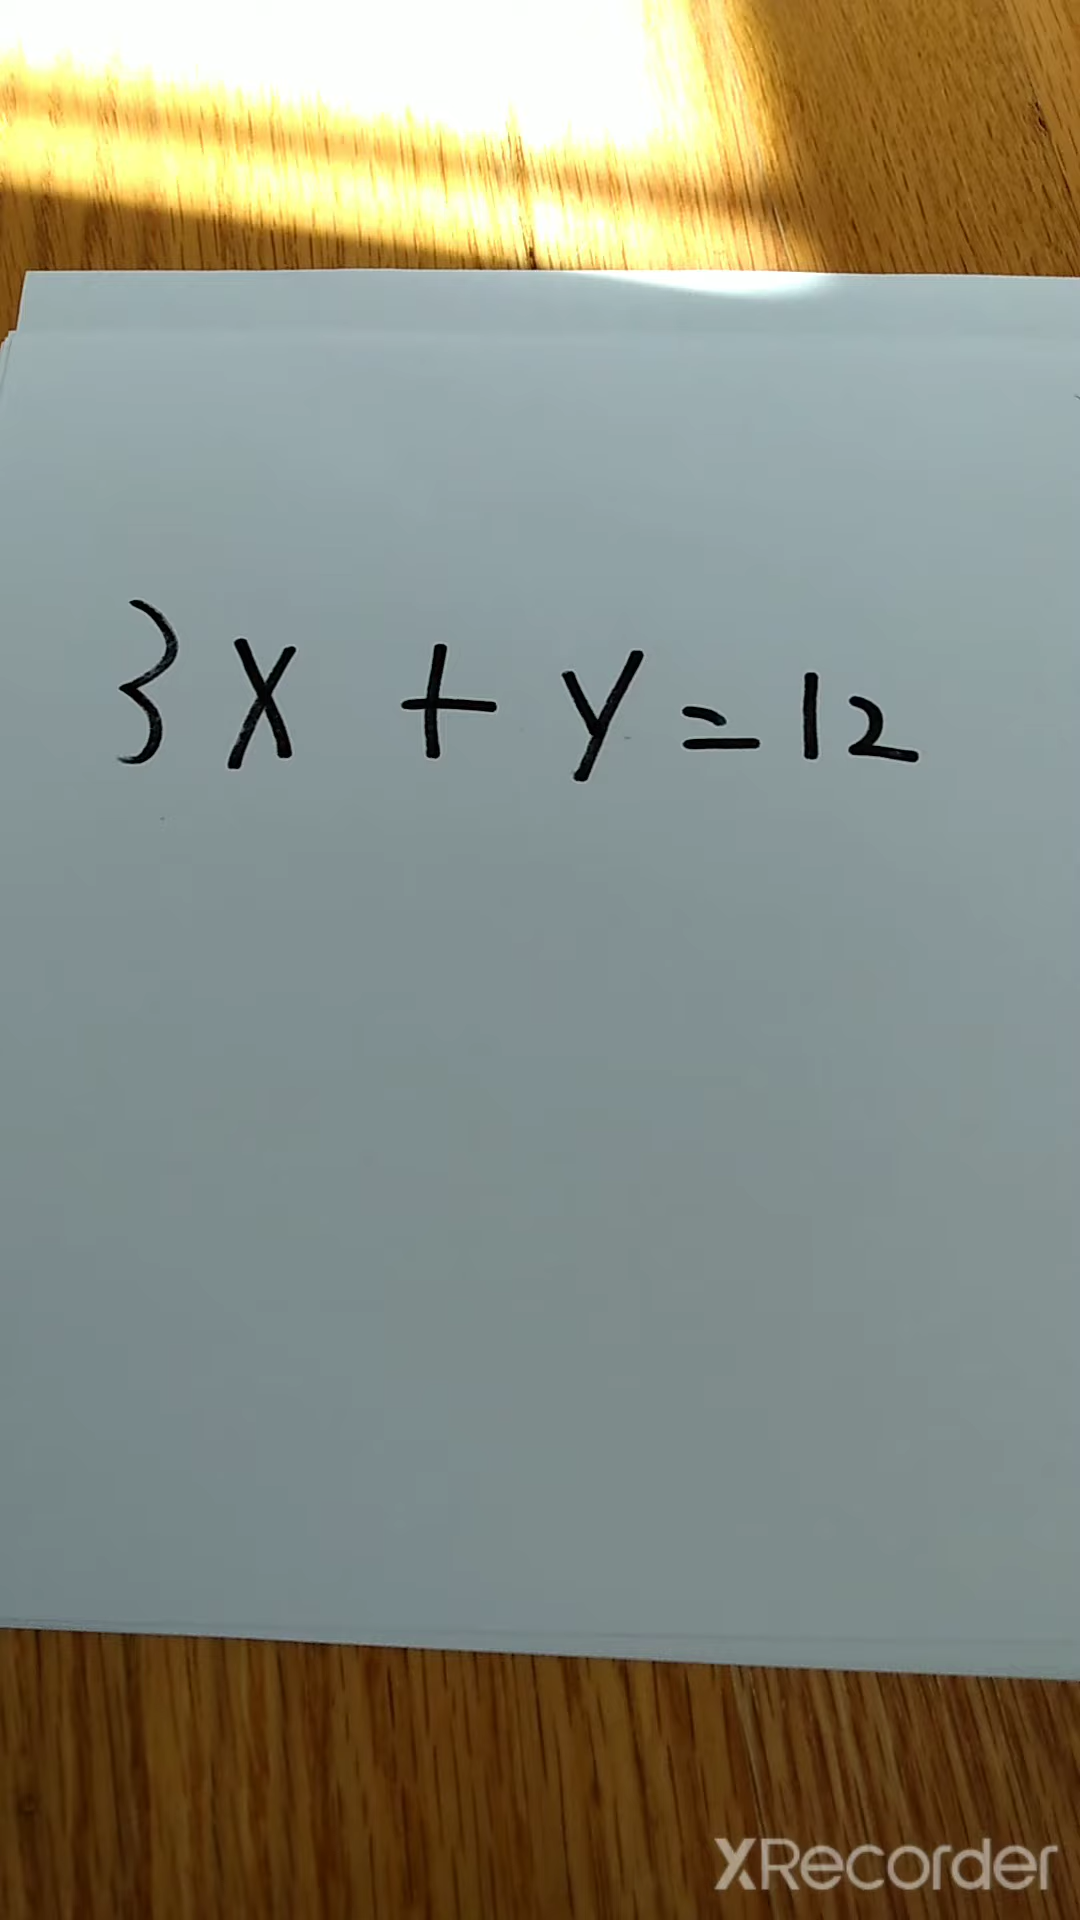 3x + y = 12
XRecorder